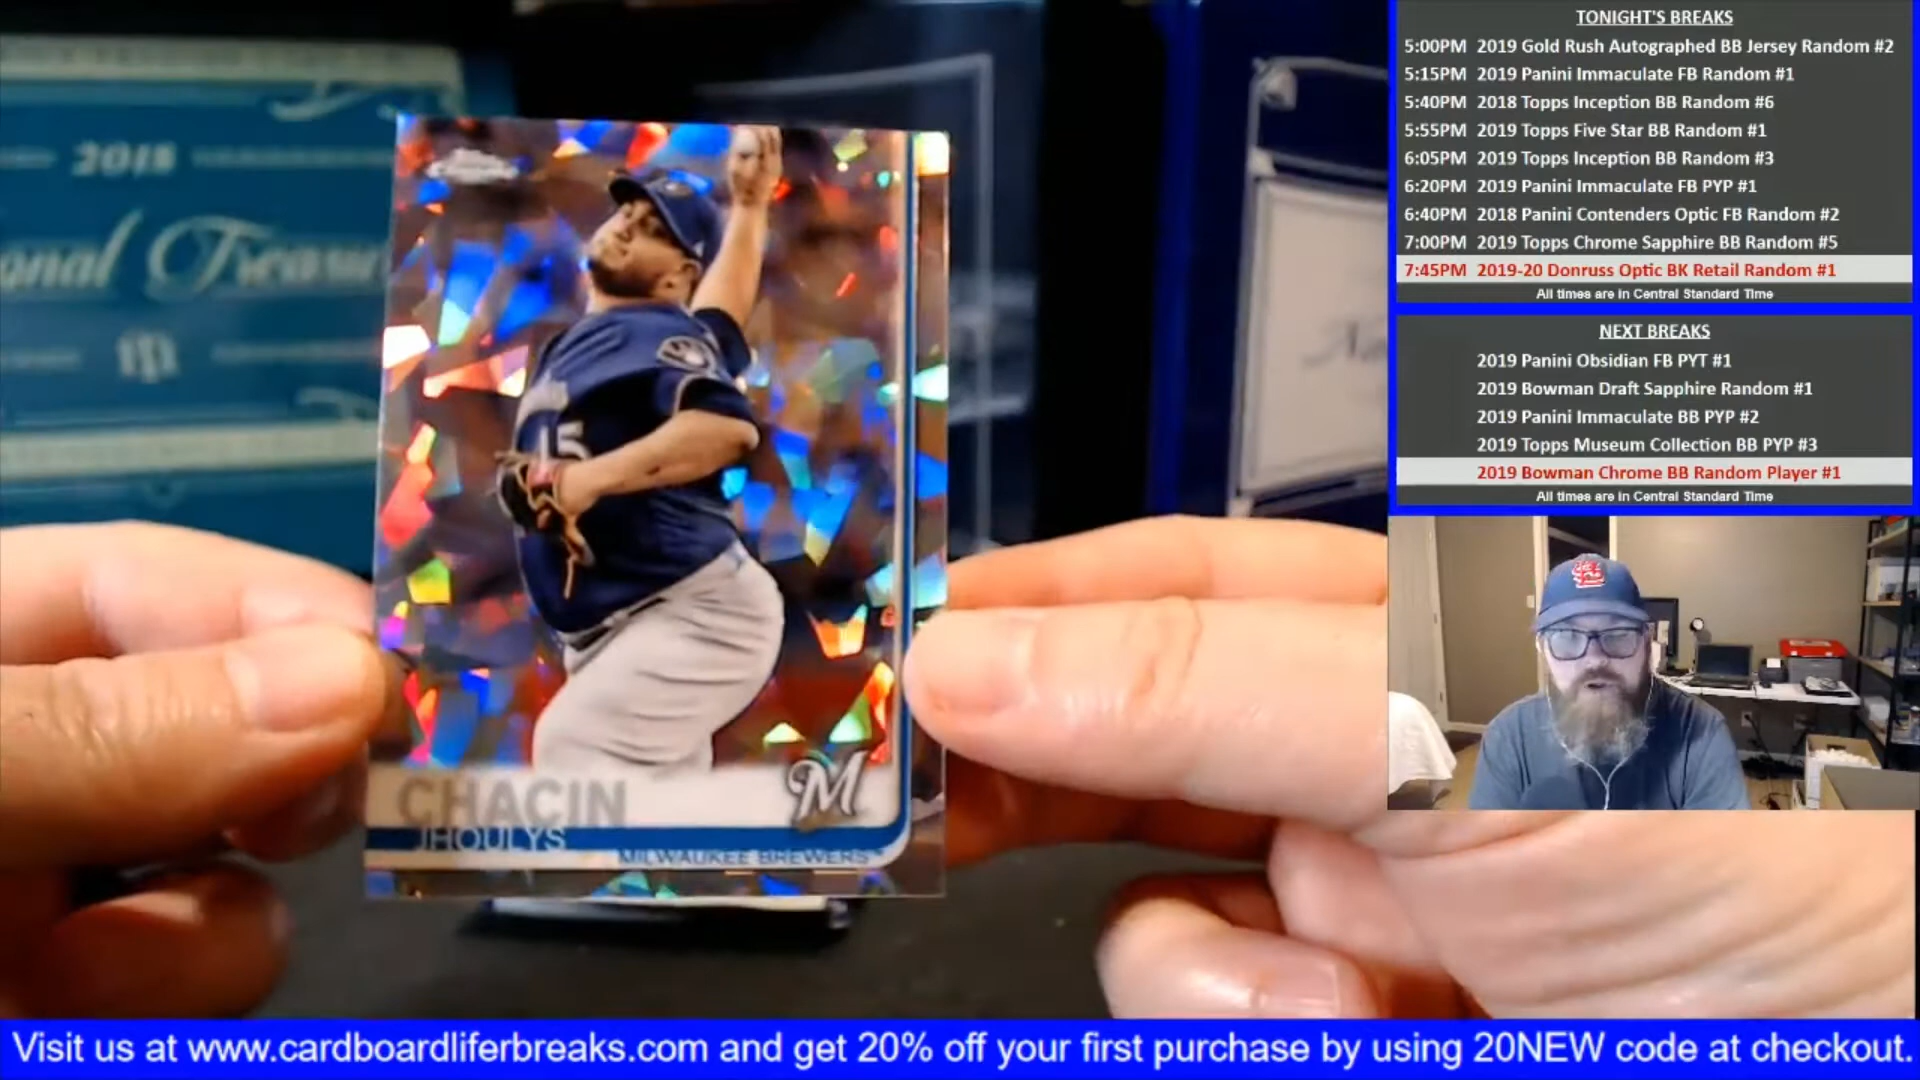 2018
onal Treasu
Chrome
45
CHACIN
JHOULYS
M
MILWAUKEE BREWERS
TONIGHT'S BREAKS
5:00PM 2019 Gold Rush Autographed BB Jersey Random #2
5:15PM 2019 Panini Immaculate FB Random #1
5:40PM 2018 Topps Inception BB Random #6
5:55PM 2019 Topps Five Star BB Random #1
6:05PM 2019 Topps Inception BB Random #3
6:20PM 2019 Panini Immaculate FB PYP #1
6:40PM 2018 Panini Contenders Optic FB Random #2
7:00PM 2019 Topps Chrome Sapphire BB Random #5
7:45PM 2019-20 Donruss Optic BK Retail Random #1
All times are in Central Standard Time
NEXT BREAKS
2019 Panini Obsidian FB PYT #1
2019 Bowman Draft Sapphire Random #1
2019 Panini Immaculate BB PYP #2
2019 Topps Museum Collection BB PYP #3
2019 Bowman Chrome BB Random Player #1
All times are in Central Standard Time
Visit us at www.cardboardliferbreaks.com and get 20% off your first purchase by using 20NEW code at checkout.